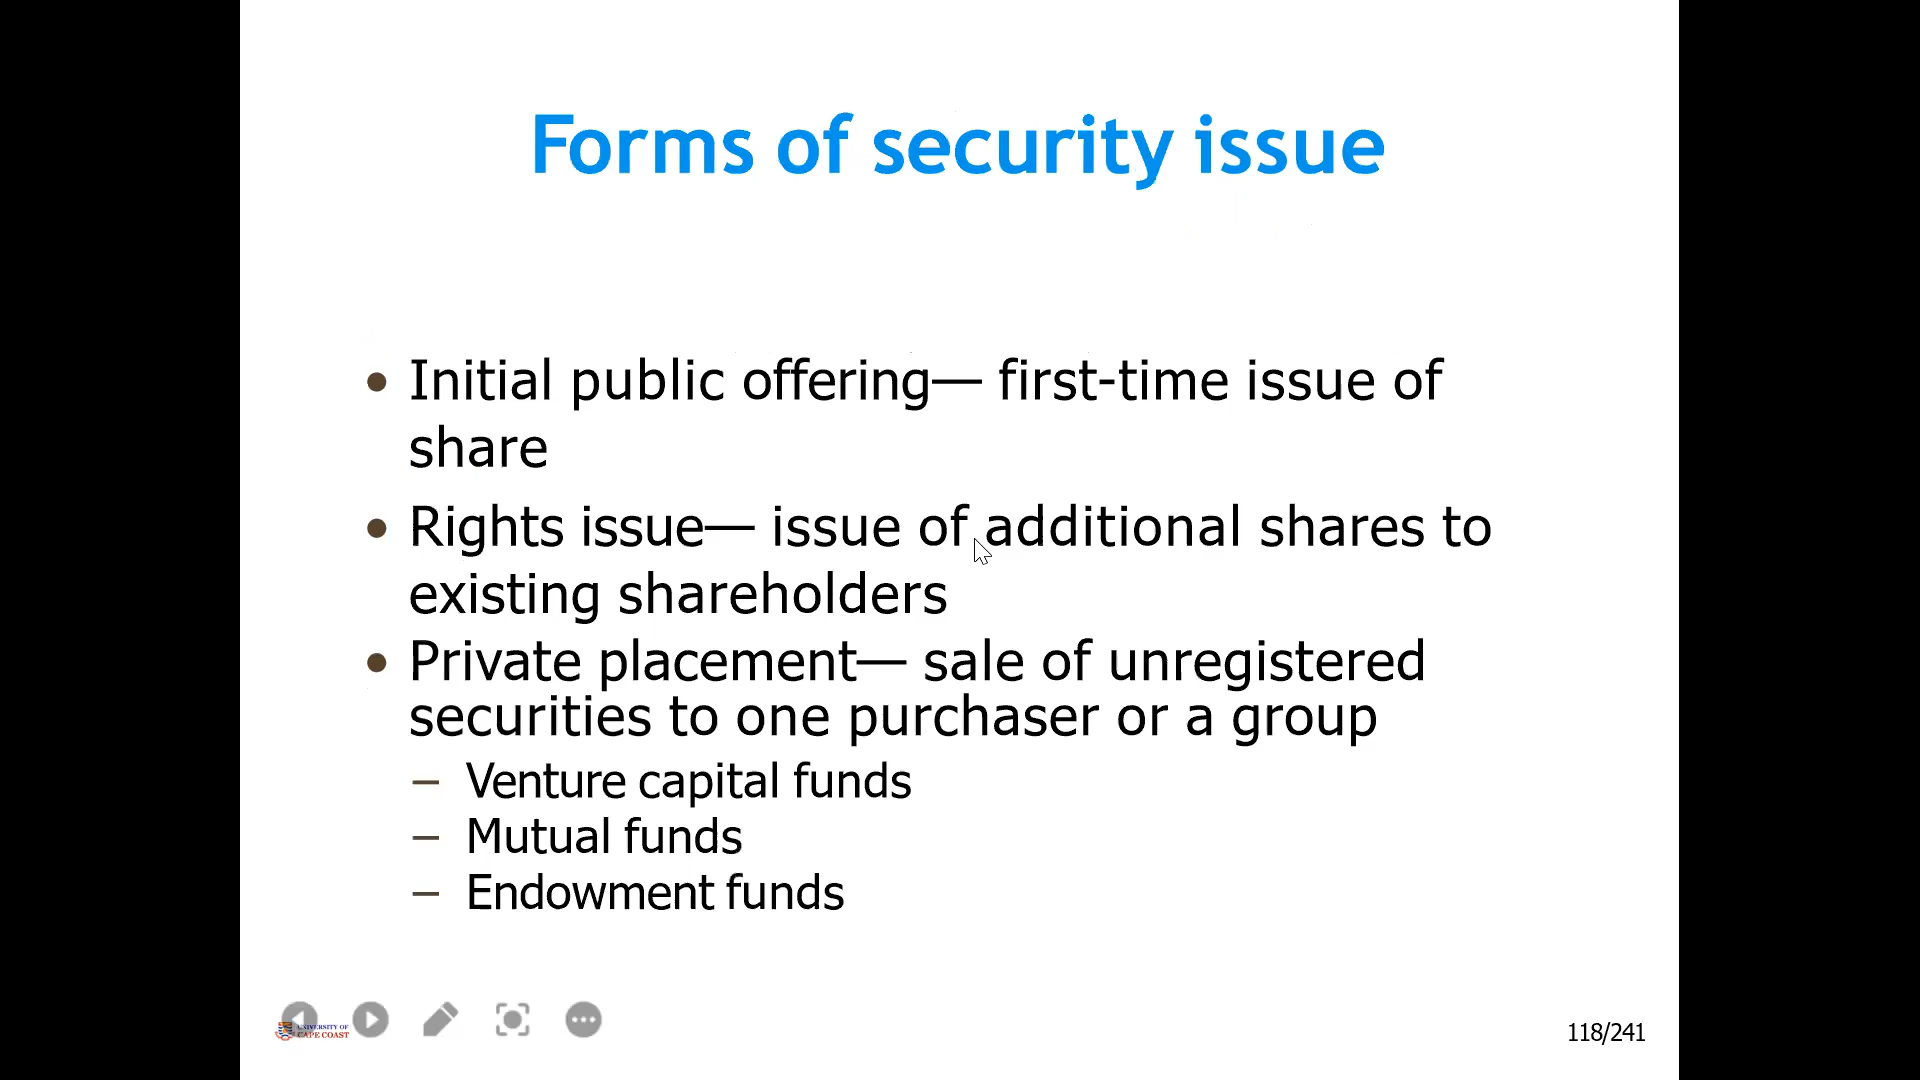 Forms of security issue
• Initial public offering— first-time issue of
share
• Rights issue— issue of additional shares to
existing shareholders
• Private placement— sale of unregistered
securities to one purchaser or a group
– Venture capital funds
– Mutual funds
– Endowment funds
UNIVERSITY OF
CAPE COAST
118/241